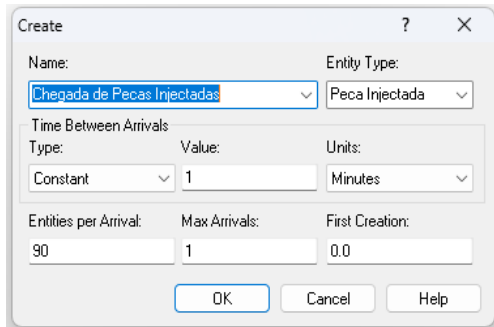 Create ? X
Name: Entity Type:
Chegada de Pecas Injectadas Peca Injectada
Time Between Arrivals
Type: Value: Units:
Constant 1 Minutes
Entities per Arrival: Max Arrivals: First Creation:
90 1 0.0
OK Cancel Help